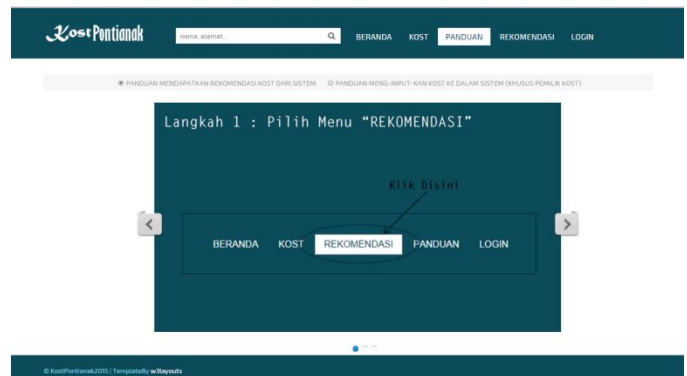 KostPontianak
nama, alamat..
BERANDA KOST PANDUAN REKOMENDASI LOGIN
PANDUAN MENDAPATKAN REKOMENDASI KOST DARI SISTEM PANDUAN MENG-INPUT-KAN KOST KE DALAM SISTEM (KHUSUS PEMILIK KOST)
Langkah 1 : Pilih Menu “REKOMENDASI”
Klik Disini
BERANDA KOST REKOMENDASI PANDUAN LOGIN
© KostPontianak2015 | TemplateBy w3layouts